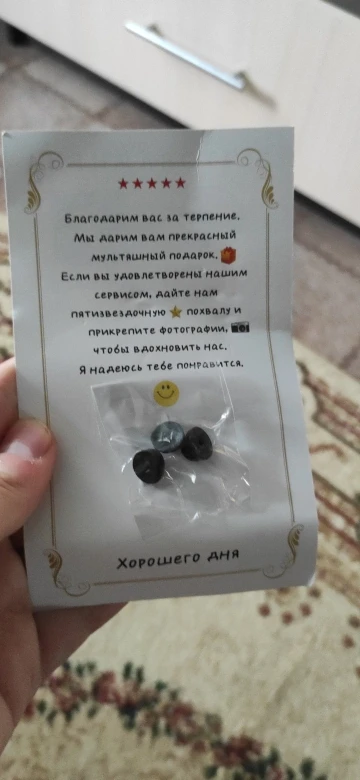 Благодарим вас за терпение.
Мы дарим вам прекрасный
мультяшный подарок.
Если вы удовлетворены нашим
сервисом, дайте нам
пятизвездочную похвалу и
прикрепите фотографии,
чтобы вдохновить нас.
Я надеюсь тебе понравится.
Хорошего дня